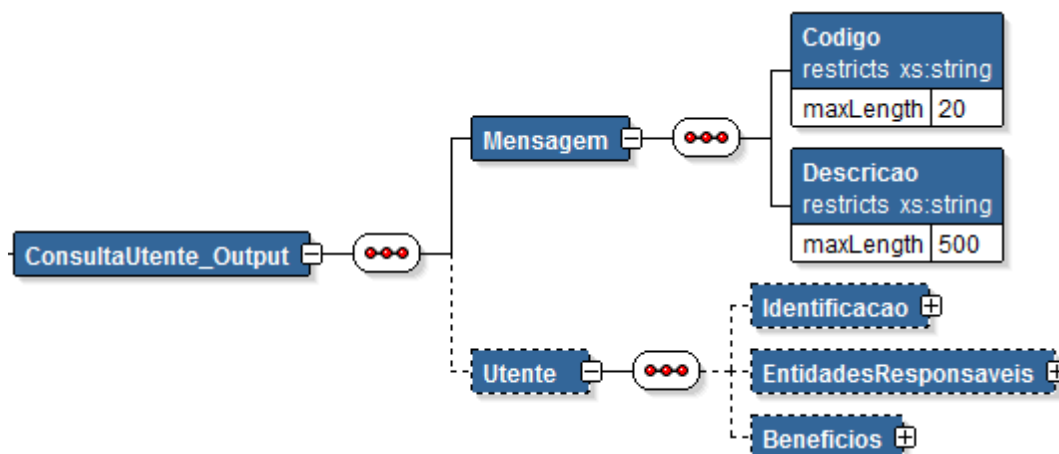 Codigo
restricts xs:string
maxLength 20
Mensagem
Descricao
restricts xs:string
maxLength 500
ConsultaUtente_Output
Identificacao
Utente
EntidadesResponsaveis
Beneficios